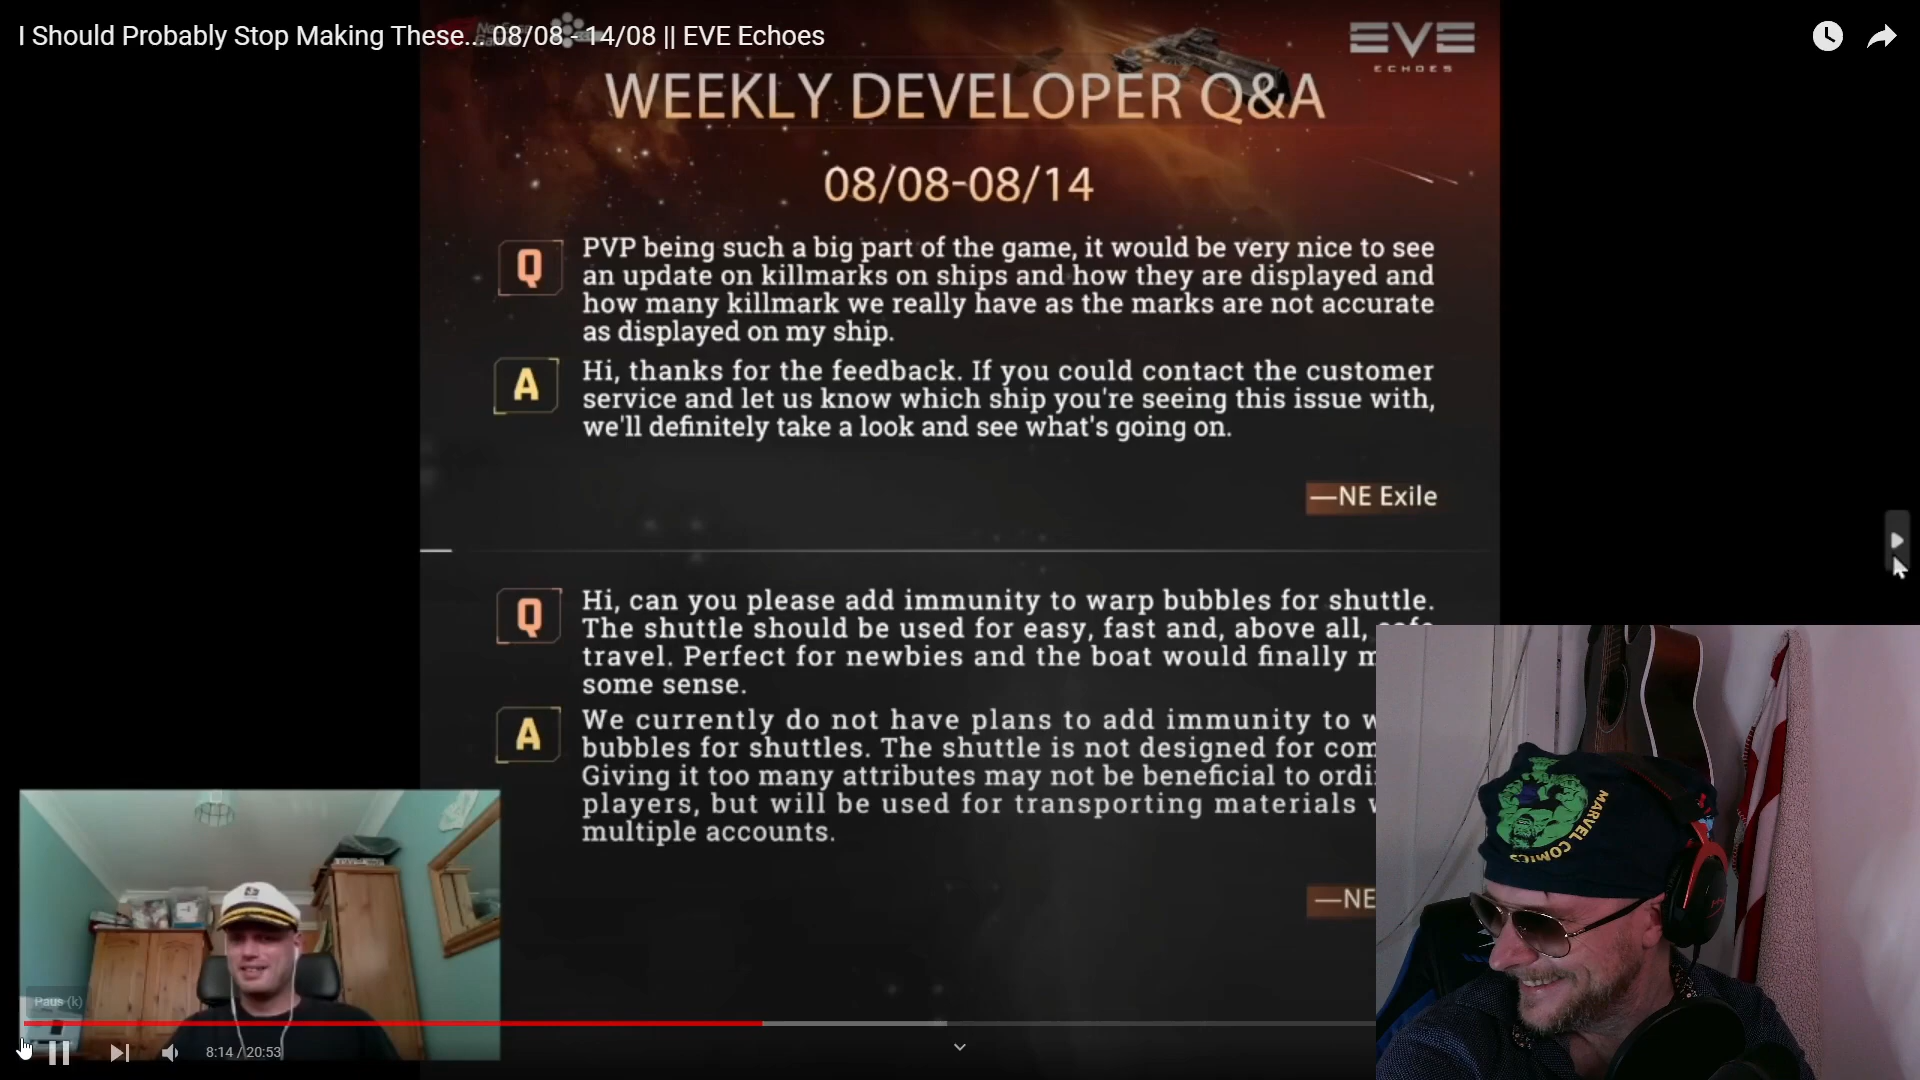 I Should Probably Stop Making These... 08/08 - 14/08 || EVE Echoes
EVE
ECHOES
WEEKLY DEVELOPER Q&A
08/08-08/14
Q
PVP being such a big part of the game, it would be very nice to see
an update on killmarks on ships and how they are displayed and
how many killmark we really have as the marks are not accurate
as displayed on my ship.
A
Hi, thanks for the feedback. If you could contact the customer
service and let us know which ship you're seeing this issue with,
we'll definitely take a look and see what's going on.
—NE Exile
Q
Hi, can you please add immunity to warp bubbles for shuttle.
The shuttle should be used for easy, fast and, above all,
travel. Perfect for newbies and the boat would finally m
some sense.
A
We currently do not have plans to add immunity to w
bubbles for shuttles. The shuttle is not designed for com
Giving it too many attributes may not be beneficial to ordi
players, but will be used for transporting materials
multiple accounts.
—NE
MARVEL COMICS
Paus (k)
8:14 / 20:53